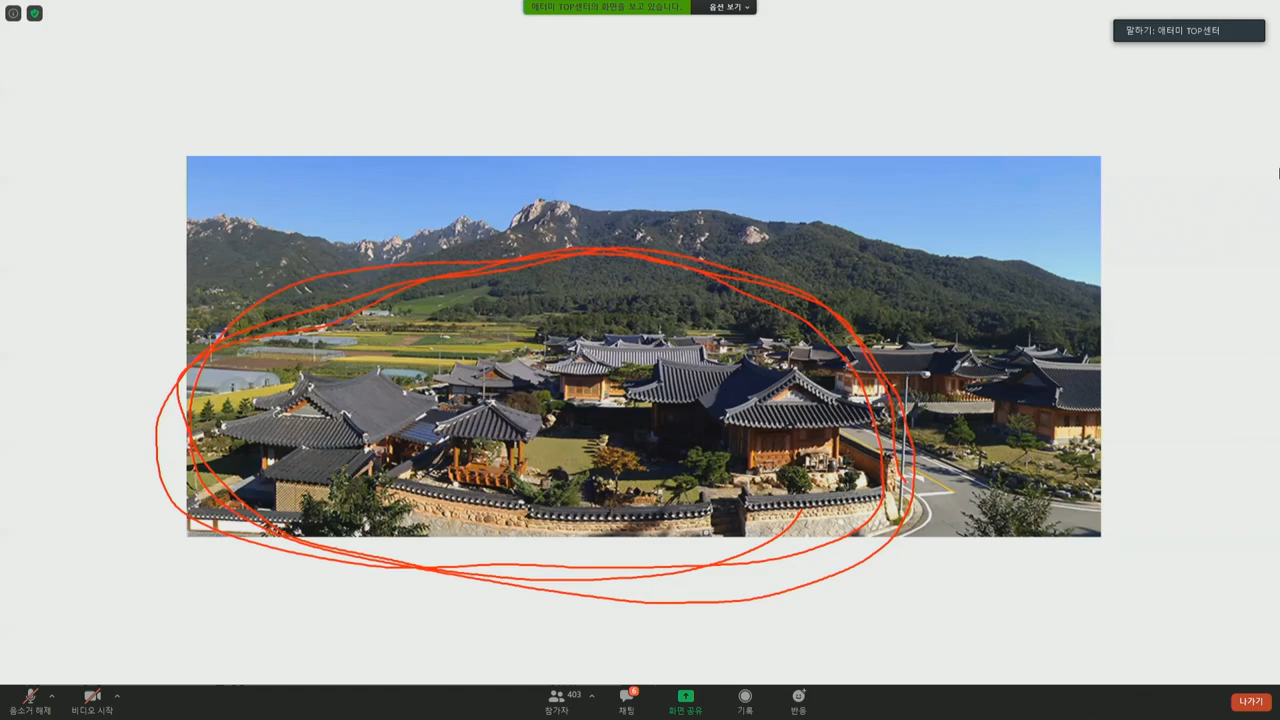 애터미 TOP센터의 화면을 보고 있습니다.
옵션 보기
말하기: 애터미 TOP센터
음소거 해제
비디오 시작
403
참가자
6
채팅
화면 공유
기록
반응
나가기